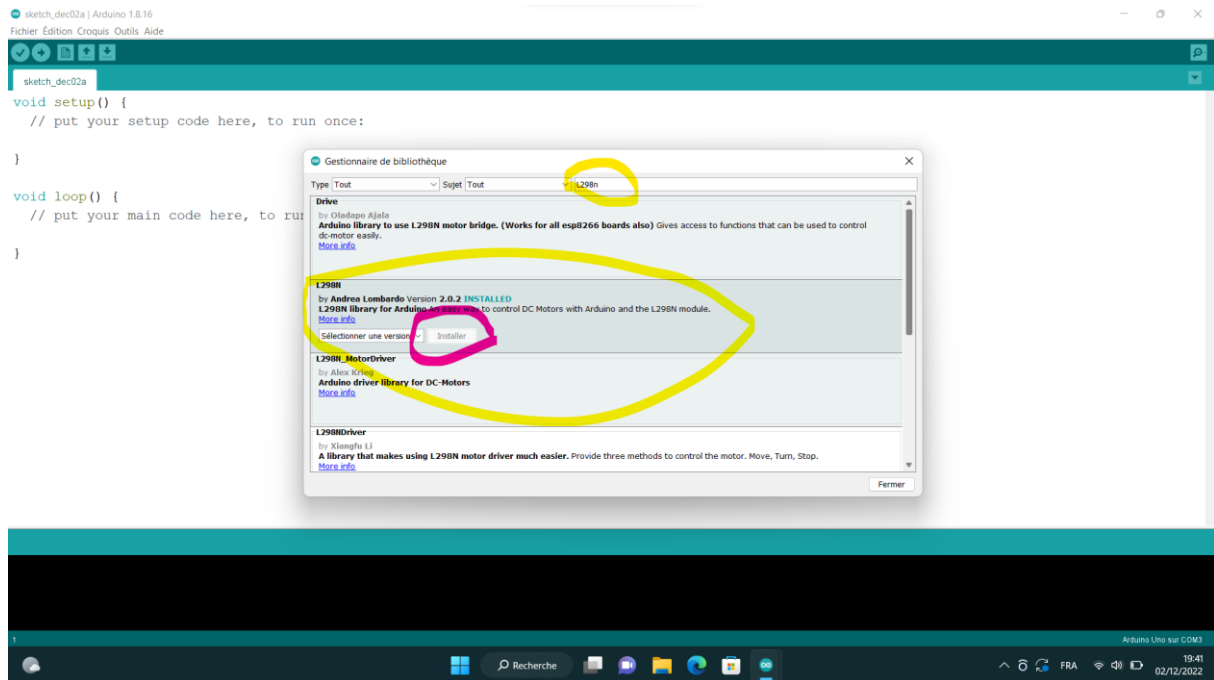 sketch_dec02a | Arduino 1.8.16
Fichier Édition Croquis Outils Aide
sketch_dec02a
void setup() {
// put your setup code here, to run once:
}
void loop() {
// put your main code here, to run
}
Gestionnaire de bibliothèque
Type Tout Sujet Tout L298n
Drive
by Oladapo Ajala
Arduino library to use L298N motor bridge. (Works for all esp8266 boards also) Gives access to functions that can be used to control
dc-motor easily.
More info
L298N
by Andrea Lombardo Version 2.0.2 INSTALLED
L298N library for Arduino An easy way to control DC Motors with Arduino and the L298N module.
More info
Sélectionner une version Installer
L298N_MotorDriver
by Alex Krieg
Arduino driver library for DC-Motors
More info
L298NDriver
by Xiangfu Li
A library that makes using L298N motor driver much easier. Provide three methods to control the motor. Move, Turn, Stop.
More info
Fermer
1
Arduino Uno sur COM3
Recherche
FRA
19:41
02/12/2022